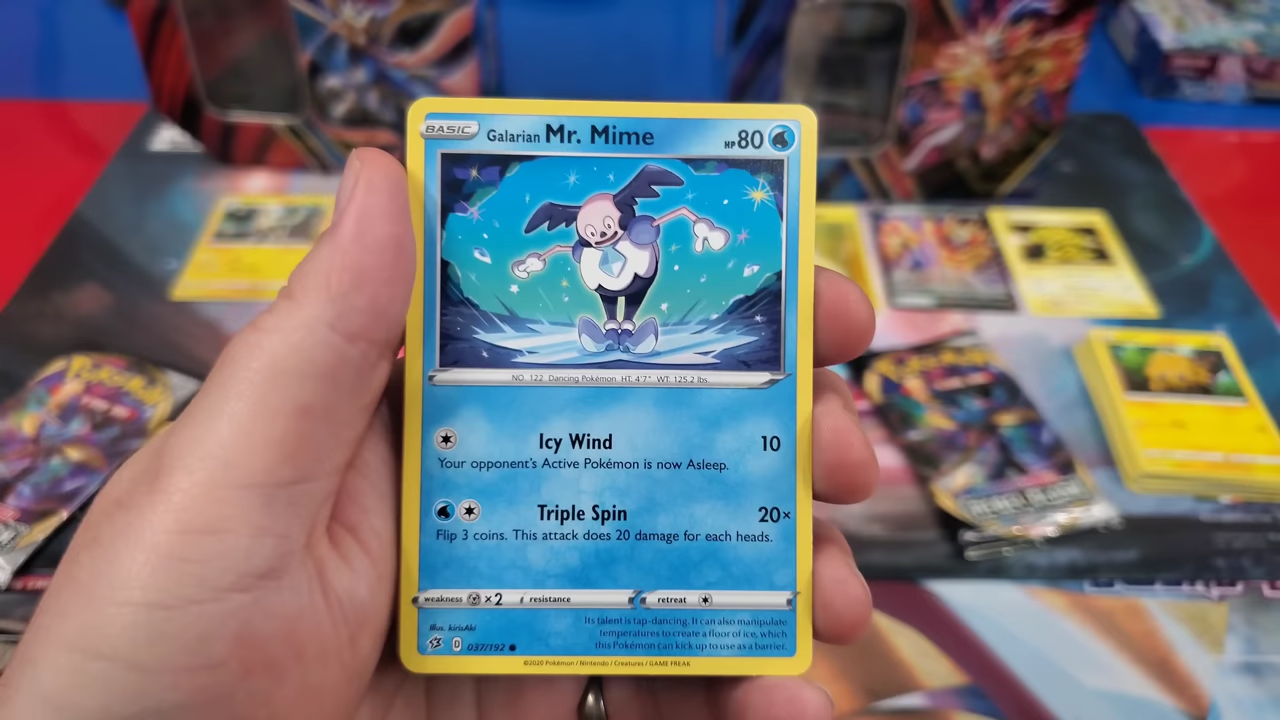 BASIC
Galarian Mr. Mime
HP 80
NO. 122 Dancing Pokémon HT: 4'7" WT: 125.2 lbs.
Icy Wind 10
Your opponent's Active Pokémon is now Asleep.
Triple Spin 20×
Flip 3 coins. This attack does 20 damage for each heads.
weakness ×2 resistance retreat
Illus. kirisAki
Its talent is tap-dancing. It can also manipulate
temperatures to create a floor of ice, which
this Pokémon can kick up to use as a barrier.
D 037/192
©2020 Pokémon / Nintendo / Creatures / GAME FREAK
Pokémon
REBEL CLASH